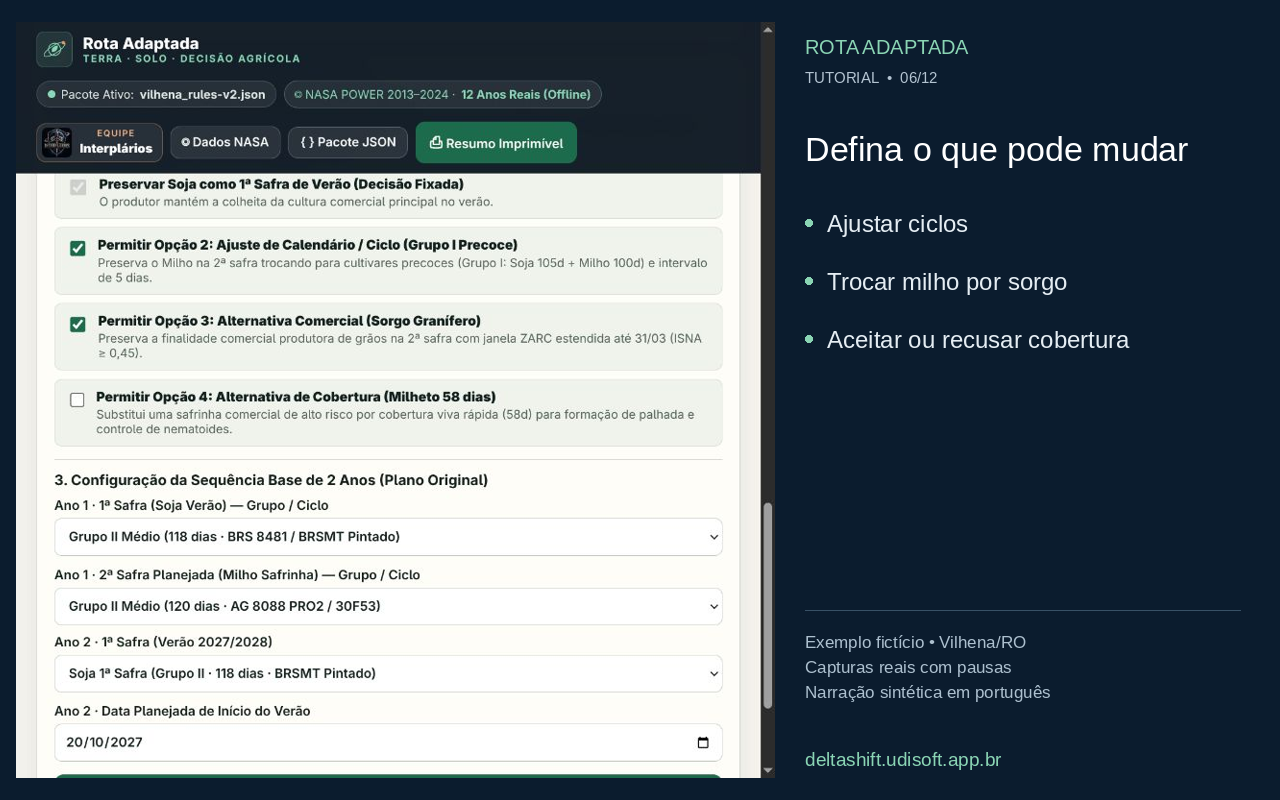 Rota Adaptada
TERRA · SOLO · DECISÃO AGRÍCOLA
Pacote Ativo: vilhena_rules-v2.json
NASA POWER 2013–2024 · 12 Anos Reais (Offline)
EQUIPE
Interplários
Dados NASA
{ } Pacote JSON
Resumo Imprimível
Preservar Soja como 1ª Safra de Verão (Decisão Fixada)
O produtor mantém a colheita da cultura comercial principal no verão.
Permitir Opção 2: Ajuste de Calendário / Ciclo (Grupo I Precoce)
Preserva o Milho na 2ª safra trocando para cultivares precoces (Grupo I: Soja 105d + Milho 100d) e intervalo
de 5 dias.
Permitir Opção 3: Alternativa Comercial (Sorgo Granífero)
Preserva a finalidade comercial produtora de grãos na 2ª safra com janela ZARC estendida até 31/03 (ISNA
≥ 0,45).
Permitir Opção 4: Alternativa de Cobertura (Milheto 58 dias)
Substitui uma safrinha comercial de alto risco por cobertura viva rápida (58d) para formação de palhada e
controle de nematoides.
3. Configuração da Sequência Base de 2 Anos (Plano Original)
Ano 1 · 1ª Safra (Soja Verão) — Grupo / Ciclo
Grupo II Médio (118 dias · BRS 8481 / BRSMT Pintado)
Ano 1 · 2ª Safra Planejada (Milho Safrinha) — Grupo / Ciclo
Grupo II Médio (120 dias · AG 8088 PRO2 / 30F53)
Ano 2 · 1ª Safra (Verão 2027/2028)
Soja 1ª Safra (Grupo II · 118 dias · BRSMT Pintado)
Ano 2 · Data Planejada de Início do Verão
20/10/2027
ROTA ADAPTADA
TUTORIAL • 06/12
Defina o que pode mudar
• Ajustar ciclos
• Trocar milho por sorgo
• Aceitar ou recusar cobertura
Exemplo fictício • Vilhena/RO
Capturas reais com pausas
Narração sintética em português
deltashift.udisoft.app.br